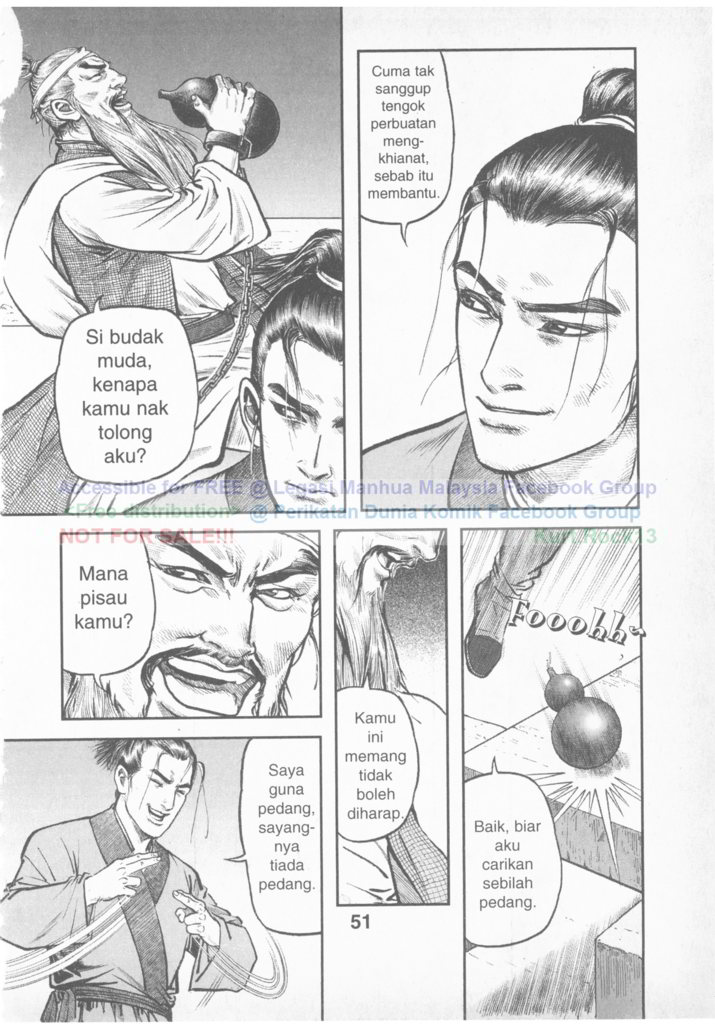 Si budak
muda,
kenapa
kamu nak
tolong
aku?
Cuma tak
sanggup
tengok
perbuatan
meng-
khianat,
sebab itu
membantu.
Accessible for FREE @ Legasi Manhua Malaysia Facebook Group
<Free distribution> @ Perikatan Dunia Komik Facebook Group
NOT FOR SALE!!! Kurt Rock13
Mana
pisau
kamu?
Saya
guna
pedang,
sayang-
nya
tiada
pedang.
Kamu
ini
memang
tidak
boleh
diharap.
Fooohh~
Baik, biar
aku
carikan
sebilah
pedang.
51